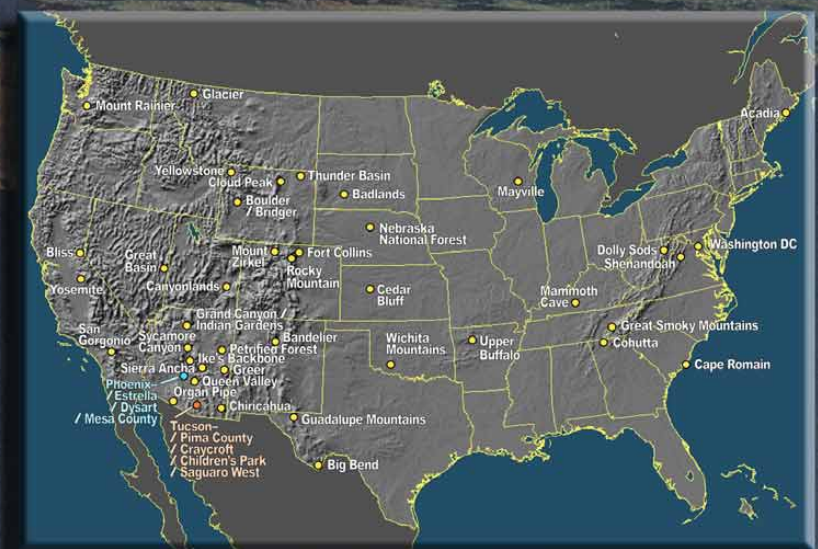 Glacier
Mount Rainier
Acadia
Yellowstone
Cloud Peak
Thunder Basin
Badlands
Mayville
Boulder
/ Bridger
Nebraska
National Forest
Bliss
Great
Basin
Mount
Zirkel
Fort Collins
Rocky
Mountain
Dolly Sods
Washington DC
Shenandoah
Yosemite
Canyonlands
Cedar
Bluff
Mammoth
Cave
Grand Canyon /
Indian Gardens
San
Gorgonio
Sycamore
Canyon
Bandelier
Petrified Forest
Wichita
Mountains
Upper
Buffalo
Great Smoky Mountains
Cohutta
Ike's Backbone
Sierra Ancha
Greer
Cape Romain
Queen Valley
Phoenix–
/ Estrella
/ Dysart
/ Mesa County
Organ Pipe
Chiricahua
Guadalupe Mountains
Tucson–
/ Pima County
/ Craycroft
/ Children's Park
/ Saguaro West
Big Bend